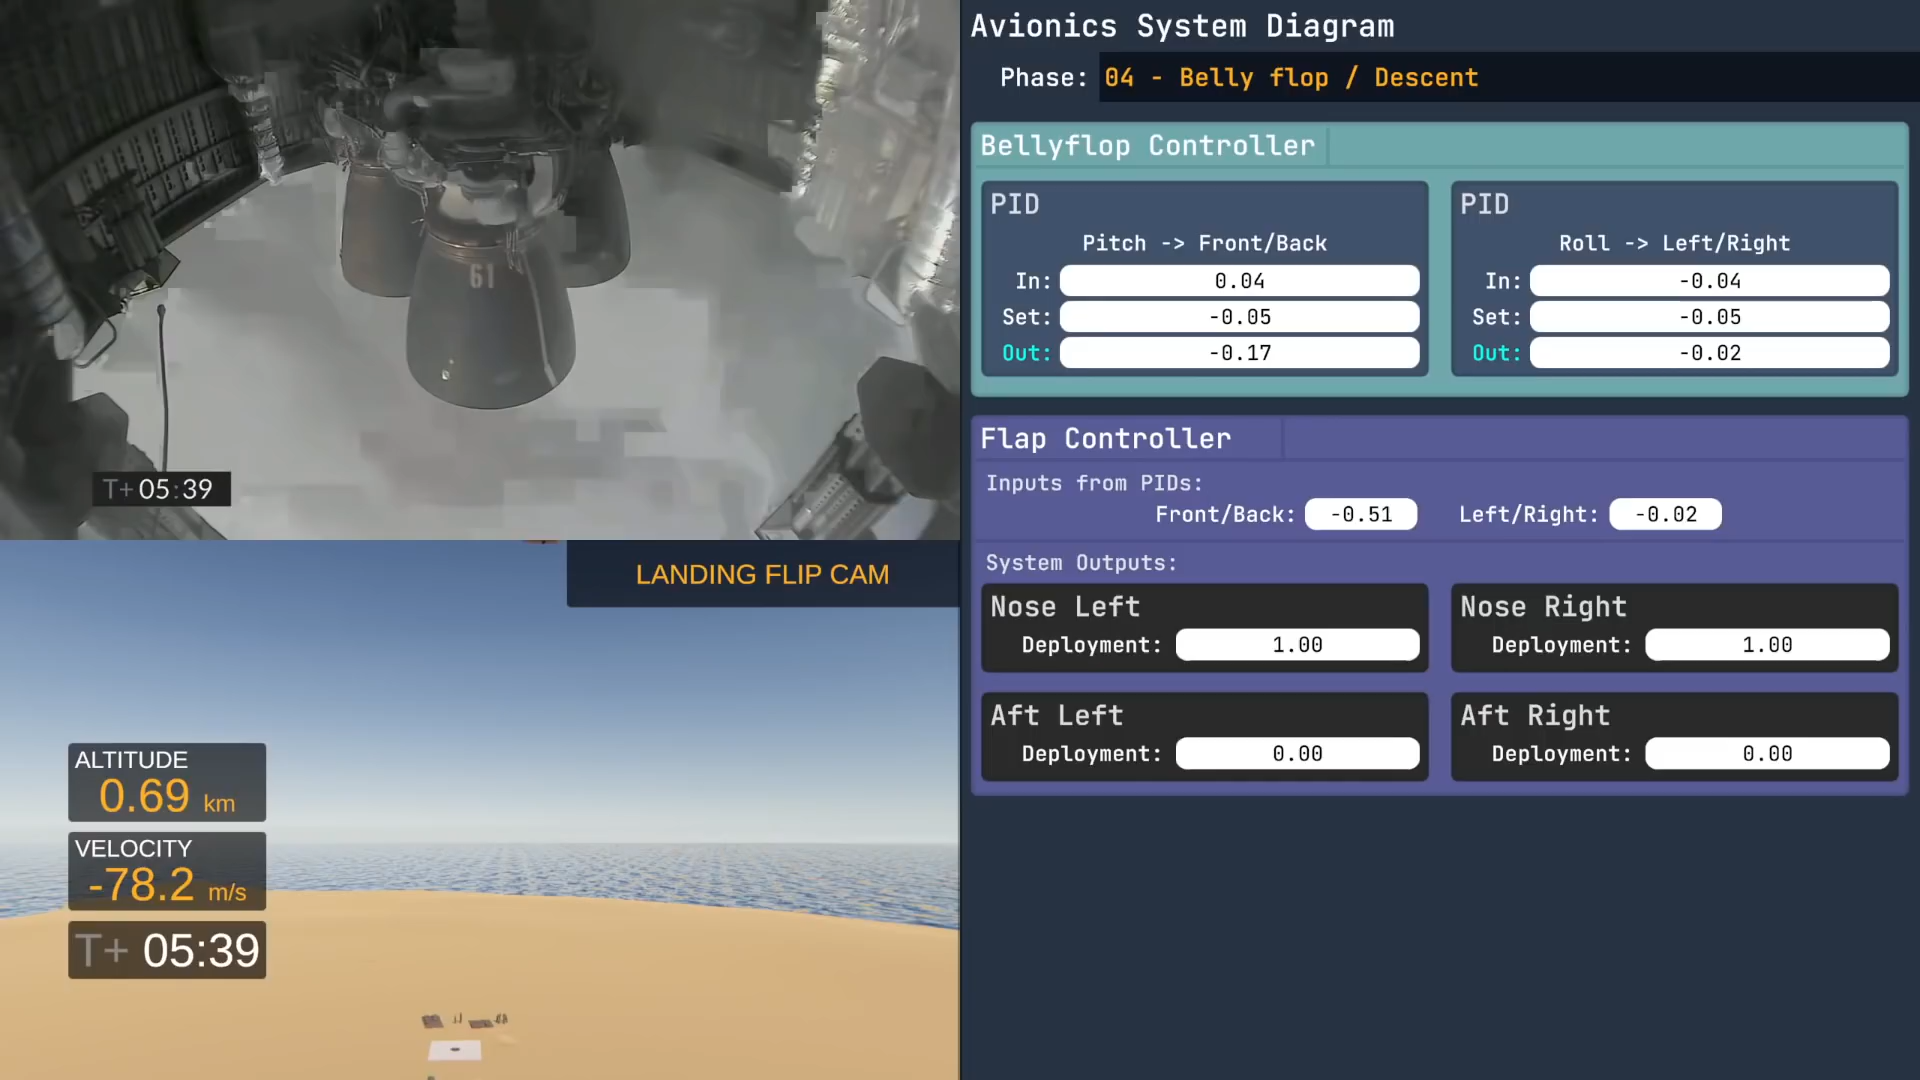 61
T+ 05:39
LANDING FLIP CAM
ALTITUDE
0.69 km
VELOCITY
-78.2 m/s
T+ 05:39
Avionics System Diagram
Phase: 04 - Belly flop / Descent
Bellyflop Controller
PID
Pitch -> Front/Back
In: 0.04
Set: -0.05
Out: -0.17
PID
Roll -> Left/Right
In: -0.04
Set: -0.05
Out: -0.02
Flap Controller
Inputs from PIDs:
Front/Back: -0.51 Left/Right: -0.02
System Outputs:
Nose Left
Deployment: 1.00
Nose Right
Deployment: 1.00
Aft Left
Deployment: 0.00
Aft Right
Deployment: 0.00